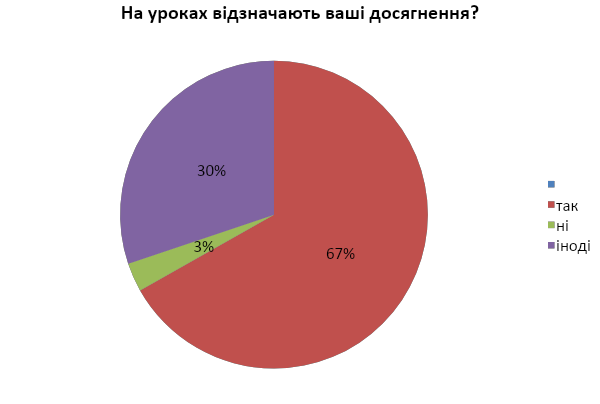 На уроках відзначають ваші досягнення?
30%
3%
67%
так
ні
іноді